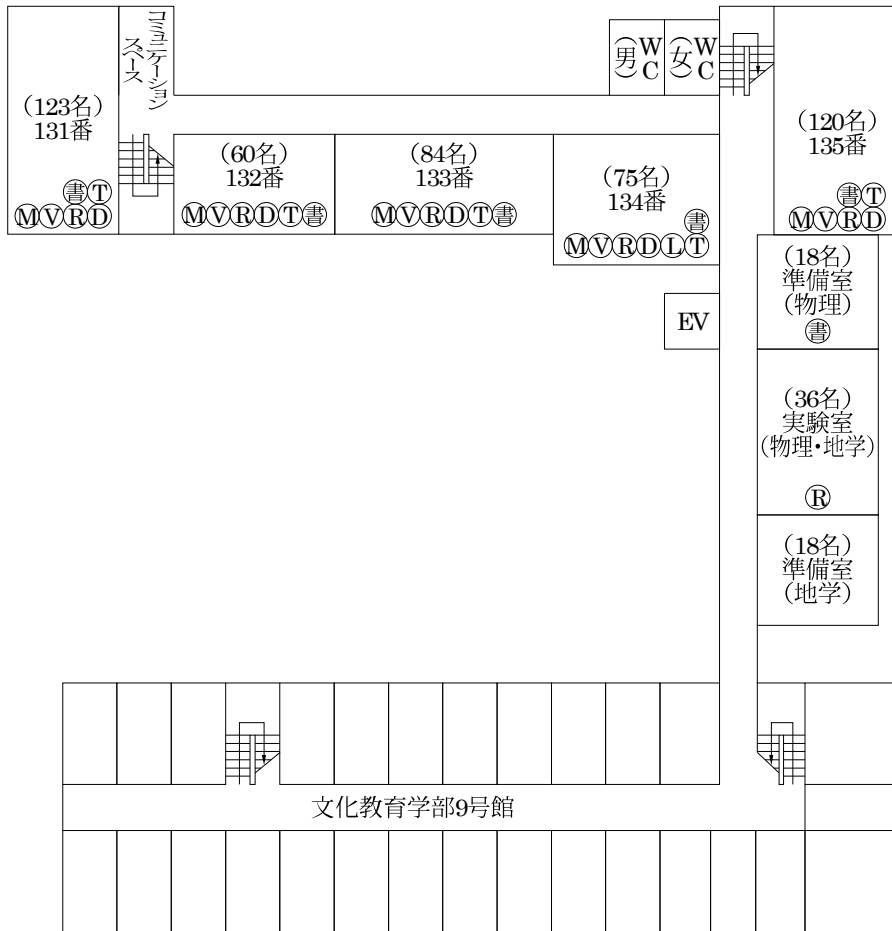 コミュニケーション
スペース
WC
(男)
WC
(女)
(123名)
131番
書T
MVRD
(60名)
132番
MVRDT書
(84名)
133番
MVRDT書
(75名)
134番
書
MVRDLT
(120名)
135番
書T
MVRD
(18名)
準備室
(物理)
書
EV
(36名)
実験室
(物理・地学)
R
(18名)
準備室
(地学)
文化教育学部9号館